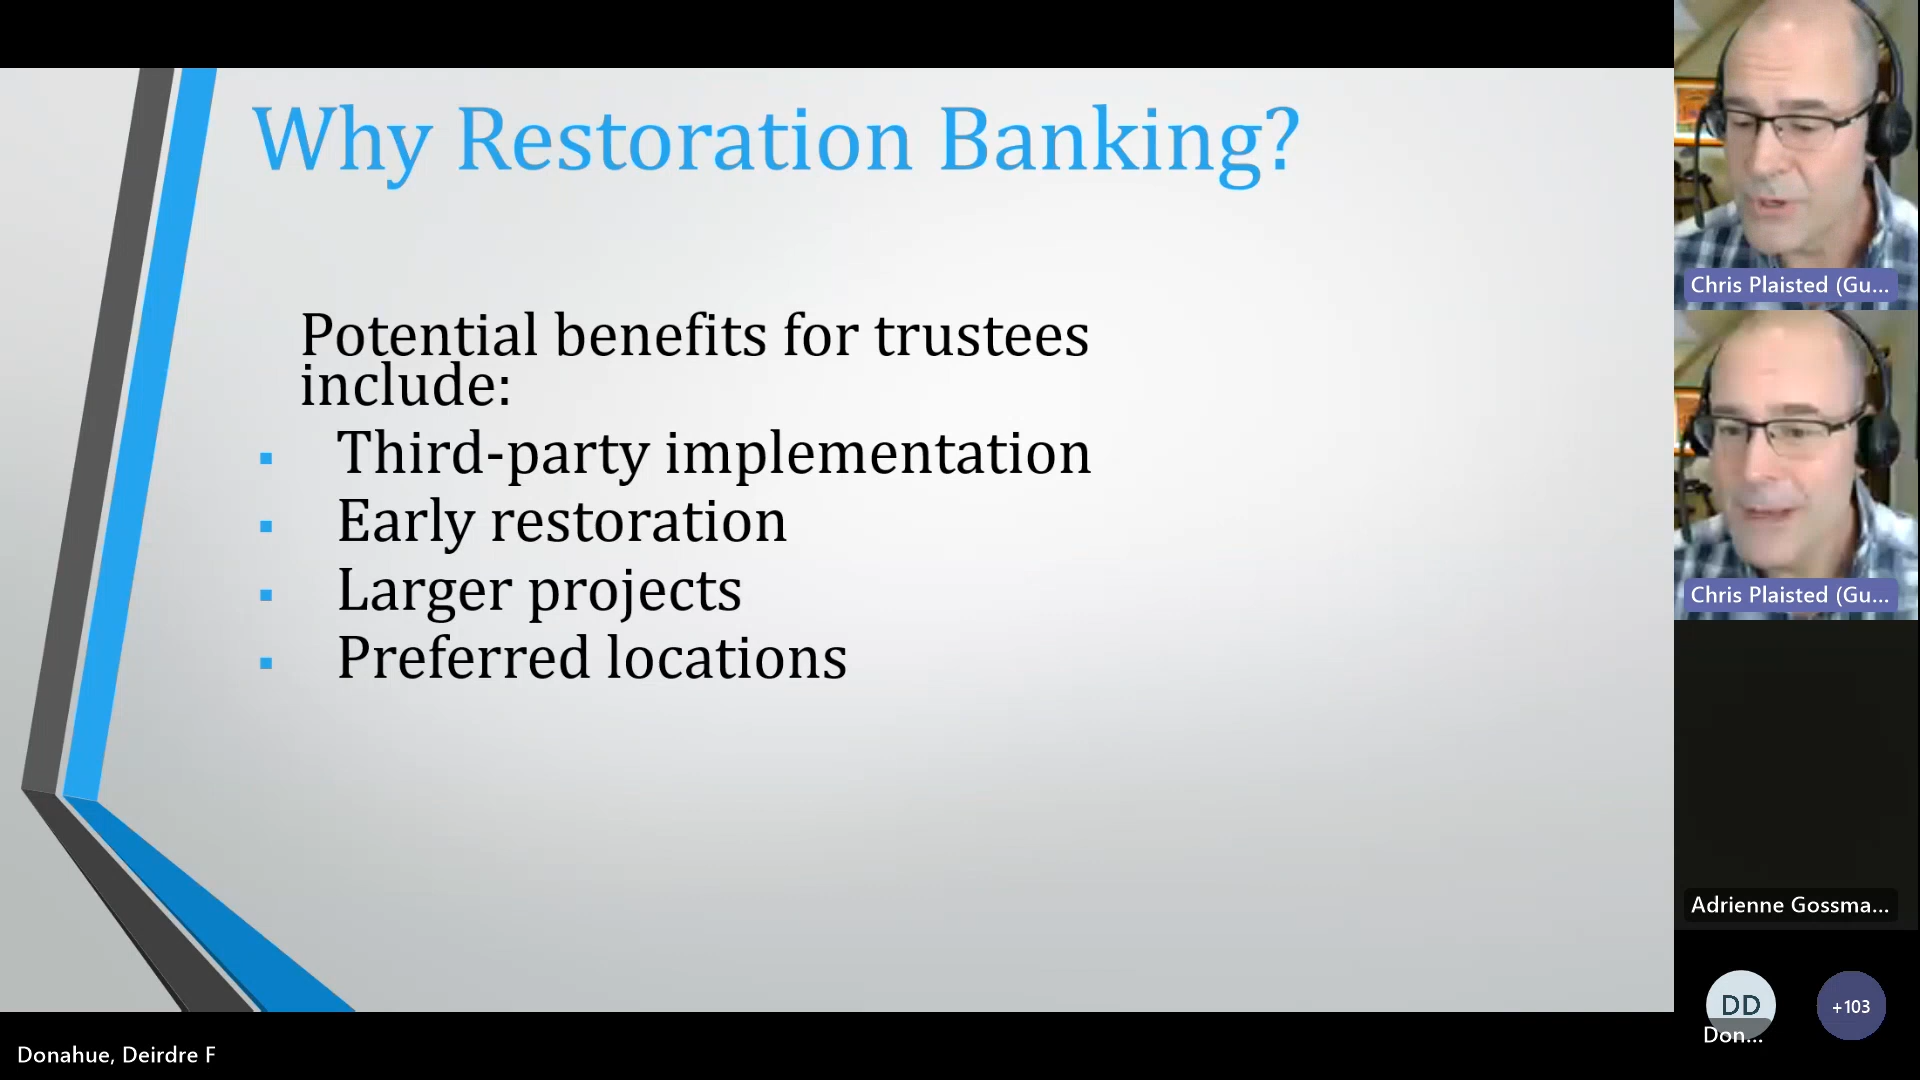 Why Restoration Banking?
Potential benefits for trustees
include:
▪ Third-party implementation
▪ Early restoration
▪ Larger projects
▪ Preferred locations
Chris Plaisted (Gu...
Chris Plaisted (Gu...
Adrienne Gossma...
DD
Don...
+103
Donahue, Deirdre F